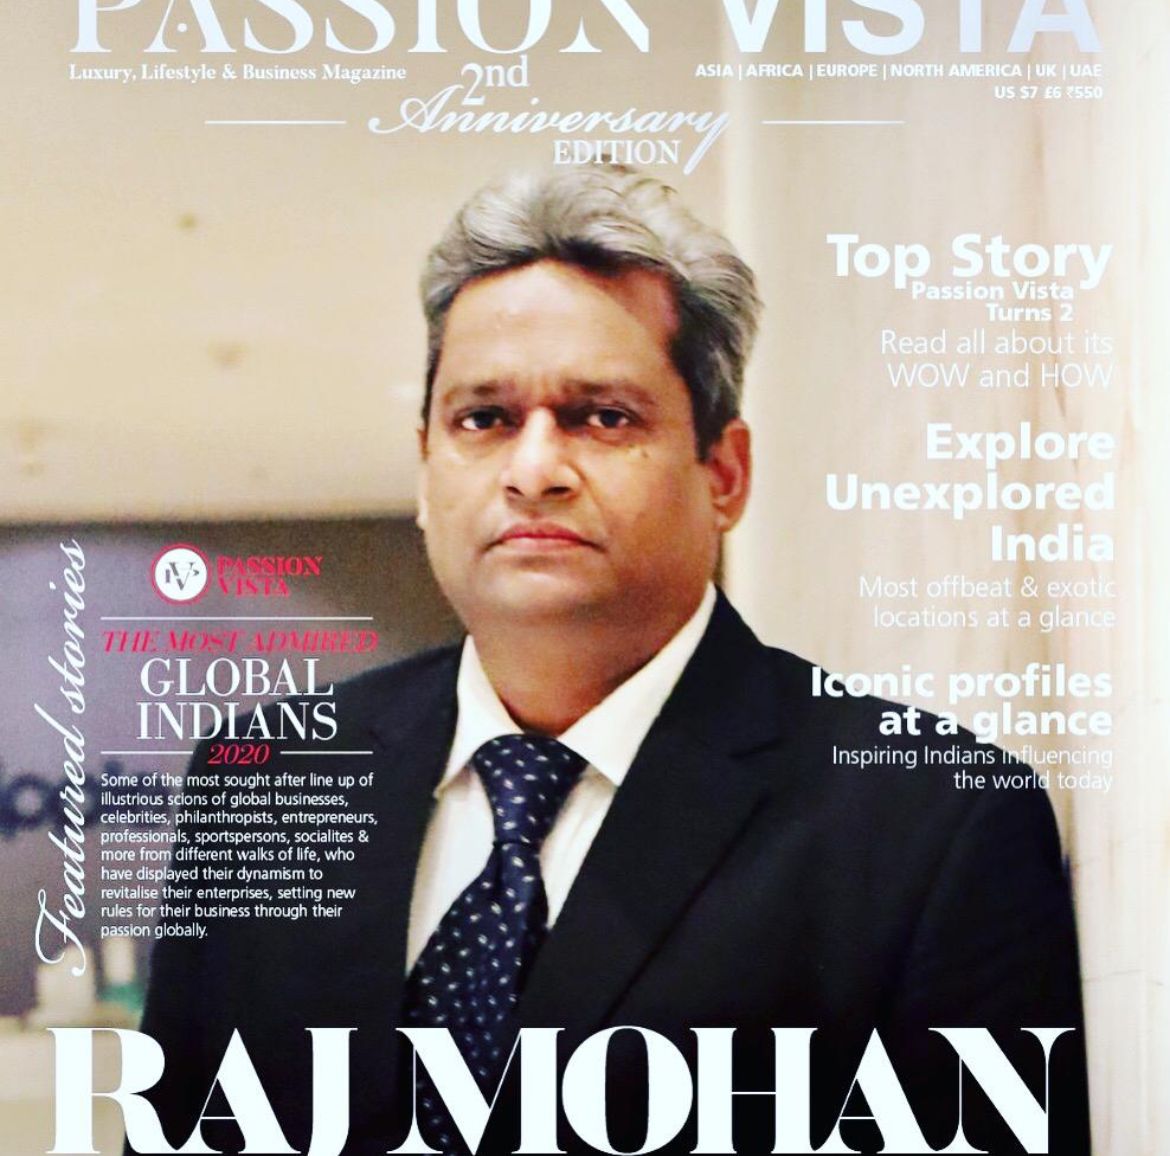 PASSION VISTA
Luxury, Lifestyle & Business Magazine
ASIA | AFRICA | EUROPE | NORTH AMERICA | UK | UAE
US $7 £6 ₹550
2nd
Anniversary
EDITION
Top Story
Passion Vista
Turns 2
Read all about its
WOW and HOW
Explore
Unexplored
India
Most offbeat & exotic
locations at a glance
Iconic profiles
at a glance
Inspiring Indians influencing
the world today
Featured stories
PASSION
VISTA
THE MOST ADMIRED
GLOBAL
INDIANS
2020
Some of the most sought after line up of
illustrious scions of global businesses,
celebrities, philanthropists, entrepreneurs,
professionals, sportspersons, socialites &
more from different walks of life, who
have displayed their dynamism to
revitalise their enterprises, setting new
rules for their business through their
passion globally.
RAJ MOHAN